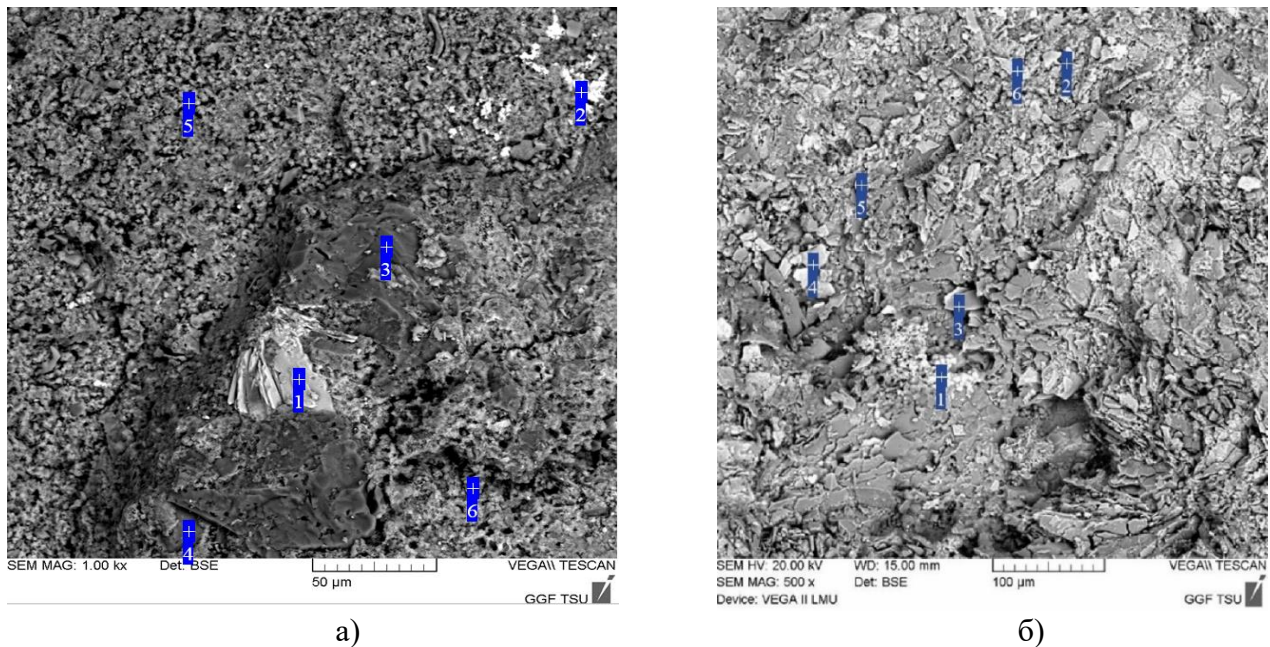 5
2
3
1
6
4
SEM MAG: 1.00 kx Det: BSE
50 µm
VEGA\\ TESCAN
GGF TSU
а)
6
2
5
4
3
1
SEM HV: 20.00 kV WD: 15.00 mm
SEM MAG: 500 x Det: BSE
Device: VEGA II LMU
100 µm
VEGA\\ TESCAN
GGF TSU
б)